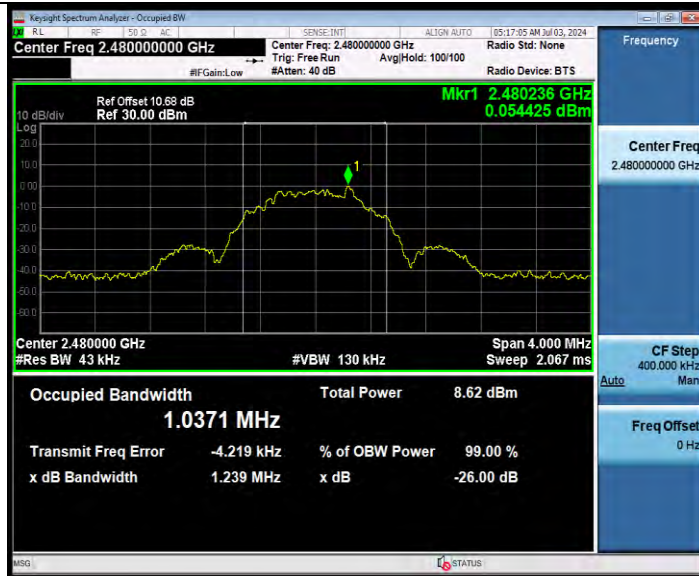 Keysight Spectrum Analyzer - Occupied BW
RL RF 50 Ω AC SENSE:INT ALIGN AUTO 05:17:05 AM Jul 03, 2024
Center Freq 2.480000000 GHz
Center Freq: 2.480000000 GHz
Radio Std: None
Trig: Free Run Avg|Hold: 100/100
#IFGain:Low
#Atten: 40 dB
Radio Device: BTS
Frequency
Ref Offset 10.68 dB
Mkr1 2.480236 GHz
10 dB/div Ref 30.00 dBm
0.054425 dBm
Log
20.0
10.0
0.00
-10.0
-20.0
-30.0
-40.0
-50.0
-60.0
1
Center Freq
2.480000000 GHz
Center 2.480000 GHz
Span 4.000 MHz
#Res BW 43 kHz
#VBW 130 kHz
Sweep 2.067 ms
CF Step
400.000 kHz
Auto Man
Occupied Bandwidth
Total Power 8.62 dBm
1.0371 MHz
Transmit Freq Error -4.219 kHz
% of OBW Power 99.00 %
x dB Bandwidth 1.239 MHz
x dB -26.00 dB
Freq Offset
0 Hz
MSG
STATUS